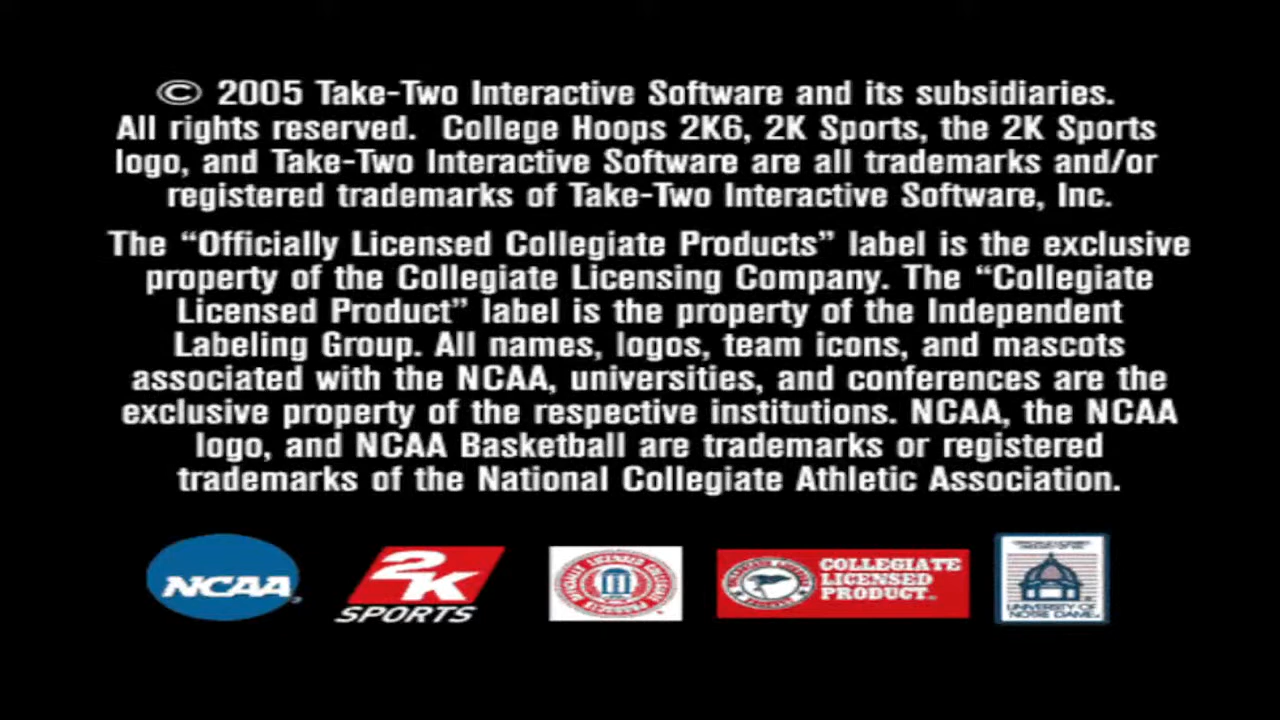 © 2005 Take-Two Interactive Software and its subsidiaries.
All rights reserved.  College Hoops 2K6, 2K Sports, the 2K Sports
logo, and Take-Two Interactive Software are all trademarks and/or
registered trademarks of Take-Two Interactive Software, Inc.
The “Officially Licensed Collegiate Products” label is the exclusive
property of the Collegiate Licensing Company. The “Collegiate
Licensed Product” label is the property of the Independent
Labeling Group. All names, logos, team icons, and mascots
associated with the NCAA, universities, and conferences are the
exclusive property of the respective institutions. NCAA, the NCAA
logo, and NCAA Basketball are trademarks or registered
trademarks of the National Collegiate Athletic Association.
NCAA
2K
SPORTS
OFFICIALLY LICENSED COLLEGIATE PRODUCTS
COLLEGIATE
LICENSED
PRODUCT
UNIVERSITY OF
NOTRE DAME